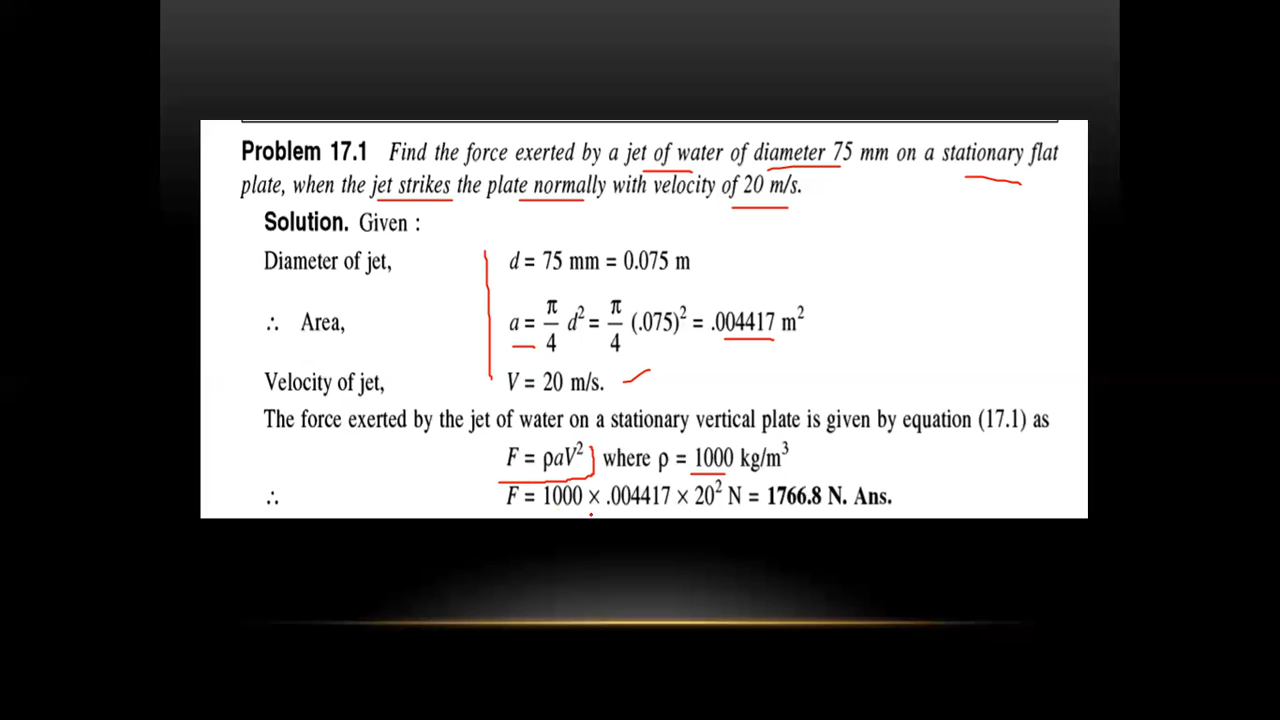 Problem 17.1 Find the force exerted by a jet of water of diameter 75 mm on a stationary flat
plate, when the jet strikes the plate normally with velocity of 20 m/s.
Solution. Given :
Diameter of jet, d = 75 mm = 0.075 m
∴ Area, a = π/4 d² = π/4 (.075)² = .004417 m²
Velocity of jet, V = 20 m/s.
The force exerted by the jet of water on a stationary vertical plate is given by equation (17.1) as
F = ρaV² where ρ = 1000 kg/m³
∴ F = 1000 × .004417 × 20² N = 1766.8 N. Ans.